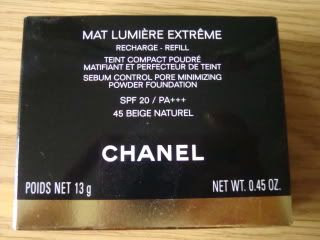 MAT LUMIÈRE EXTRÊME
RECHARGE - REFILL
TEINT COMPACT POUDRÉ
MATIFIANT ET PERFECTEUR DE TEINT
SEBUM CONTROL PORE MINIMIZING
POWDER FOUNDATION
SPF 20 / PA+++
45 BEIGE NATUREL
CHANEL
POIDS NET 13 g NET WT. 0.45 OZ.